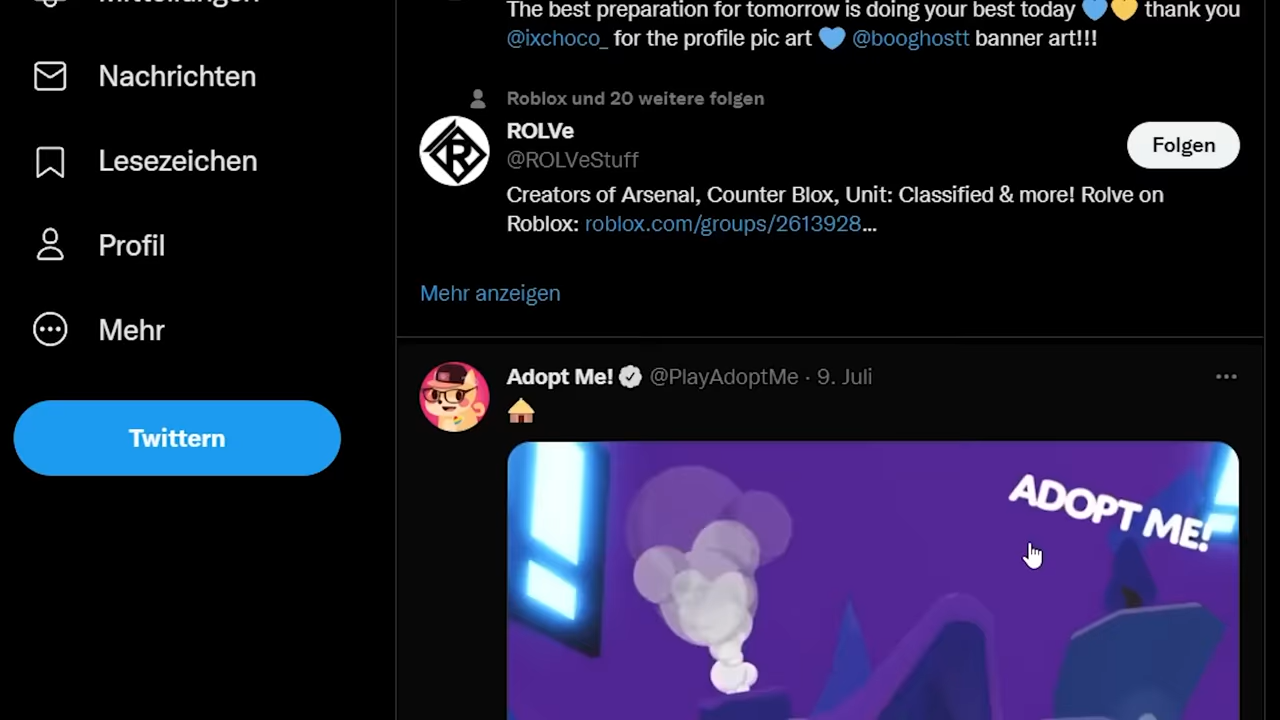 Mitteilungen
Nachrichten
Lesezeichen
Profil
Mehr
Twittern
The best preparation for tomorrow is doing your best today 💙💛 thank you
@ixchoco_ for the profile pic art 💙 @booghostt banner art!!!
Roblox und 20 weitere folgen
ROLVe
@ROLVeStuff
Folgen
Creators of Arsenal, Counter Blox, Unit: Classified & more! Rolve on
Roblox: roblox.com/groups/2613928…
Mehr anzeigen
Adopt Me! @PlayAdoptMe · 9. Juli
🛖
ADOPT ME!